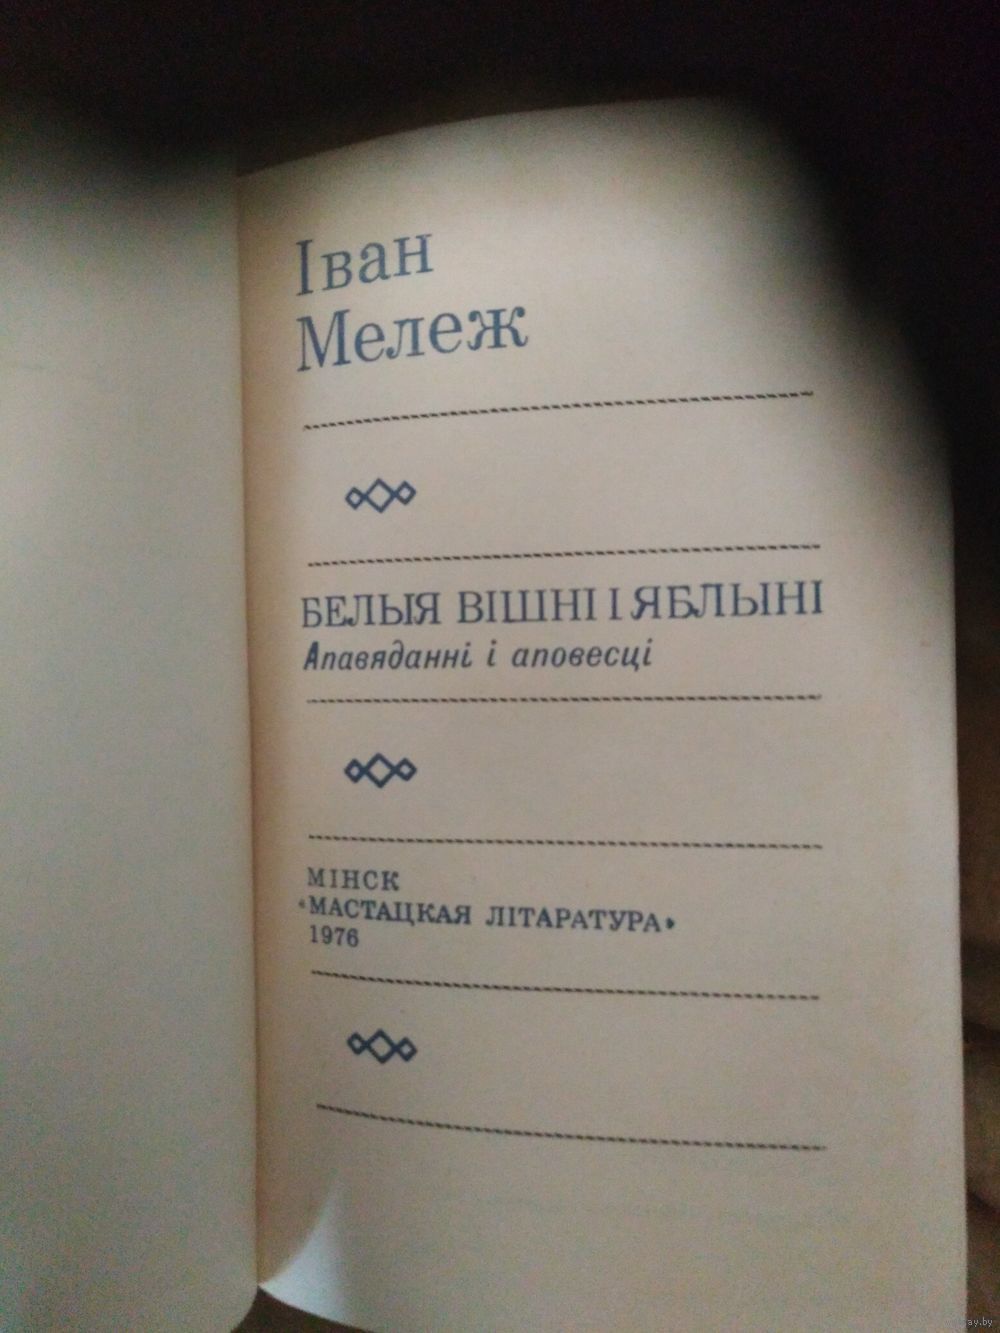 Іван
Мележ
БЕЛЫЯ ВІШНІ І ЯБЛЫНІ
Апавяданні і аповесці
МІНСК
«МАСТАЦКАЯ ЛІТАРАТУРА»
1976